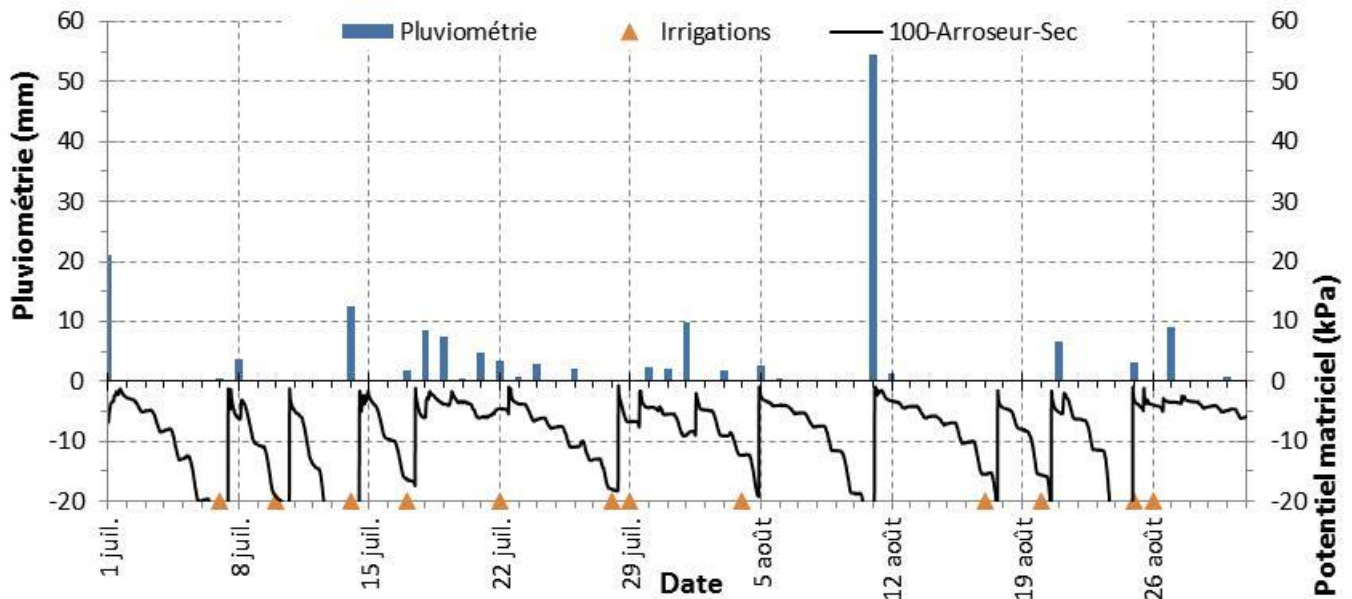 Pluviométrie Irrigations 100-Arroseur-Sec
Pluviométrie (mm)
60
50
40
30
20
10
0
-10
-20
60
50
40
30
20
10
0
-10
-20
Potentiel matriciel (kPa)
1 juil.
8 juil.
15 juil.
22 juil.
29 juil.
5 août
12 août
19 août
26 août
Date